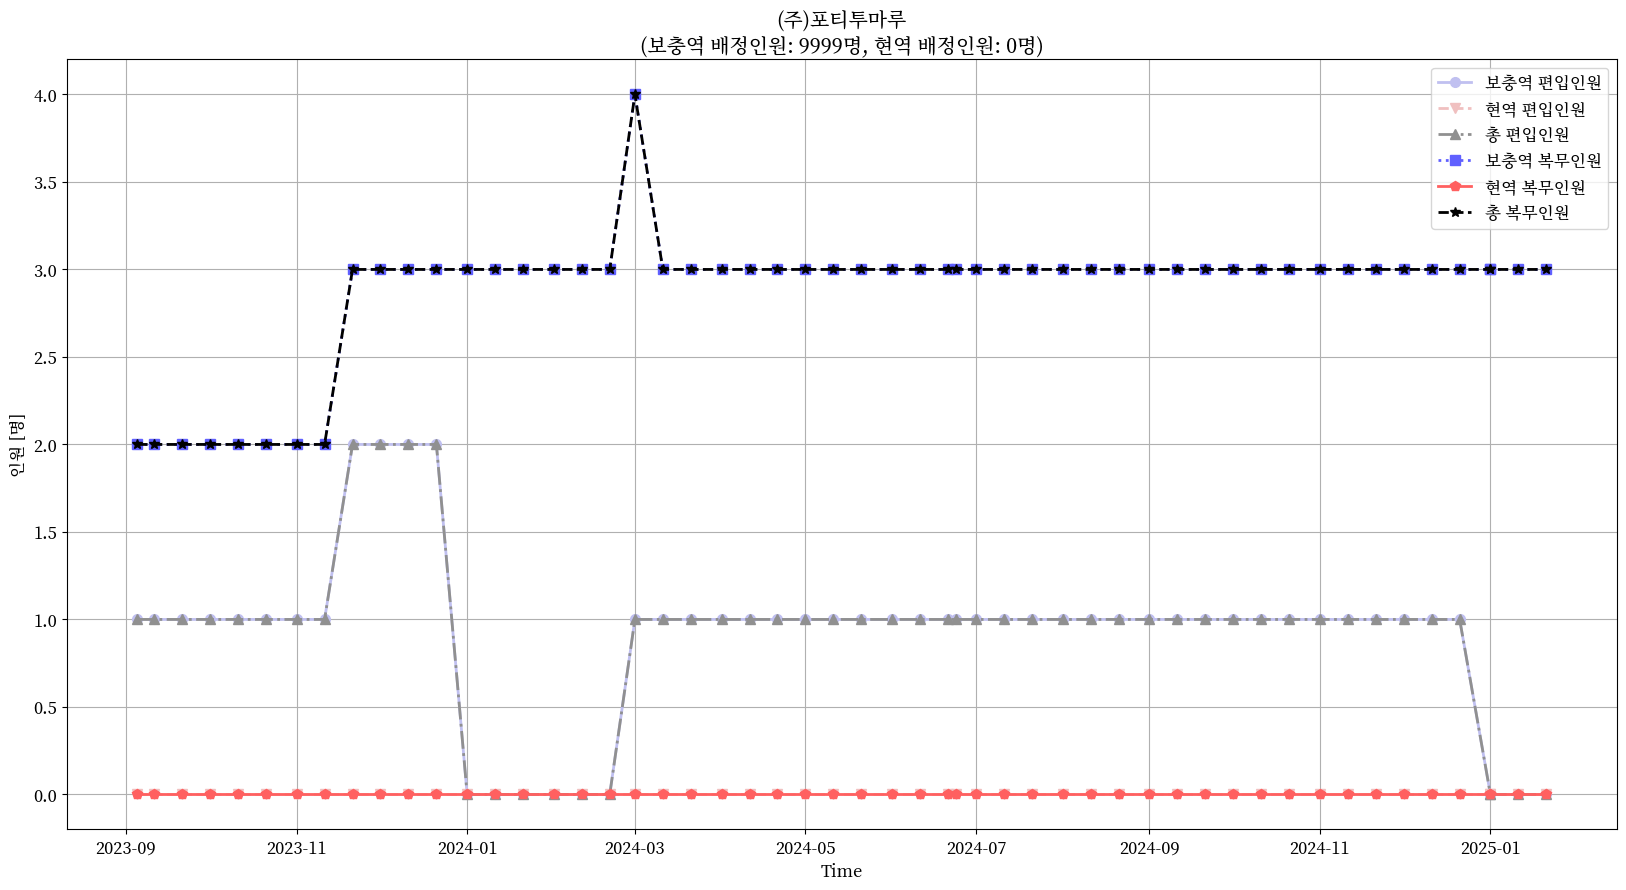 (주)포티투마루
(보충역 배정인원: 9999명, 현역 배정인원: 0명)
보충역 편입인원
현역 편입인원
총 편입인원
보충역 복무인원
현역 복무인원
총 복무인원
4.0
3.5
3.0
2.5
2.0
1.5
1.0
0.5
0.0
인원 [명]
2023-09
2023-11
2024-01
2024-03
2024-05
2024-07
2024-09
2024-11
2025-01
Time